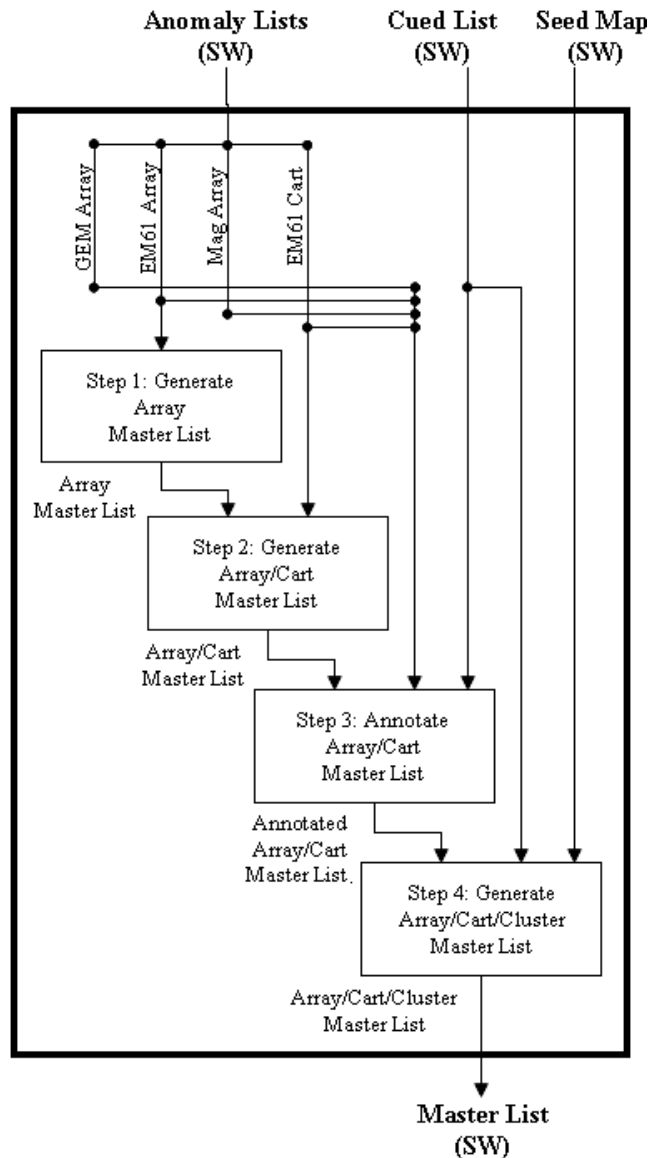 Anomaly Lists
(SW)
Cued List
(SW)
Seed Map
(SW)
GEM Array
EM61 Array
Mag Array
EM61 Cart
Step 1: Generate
Array
Master List
Array
Master List
Step 2: Generate
Array/Cart
Master List
Array/Cart
Master List
Step 3: Annotate
Array/Cart
Master List
Annotated
Array/Cart
Master List.
Step 4: Generate
Array/Cart/Cluster
Master List
Array/Cart/Cluster
Master List
Master List
(SW)